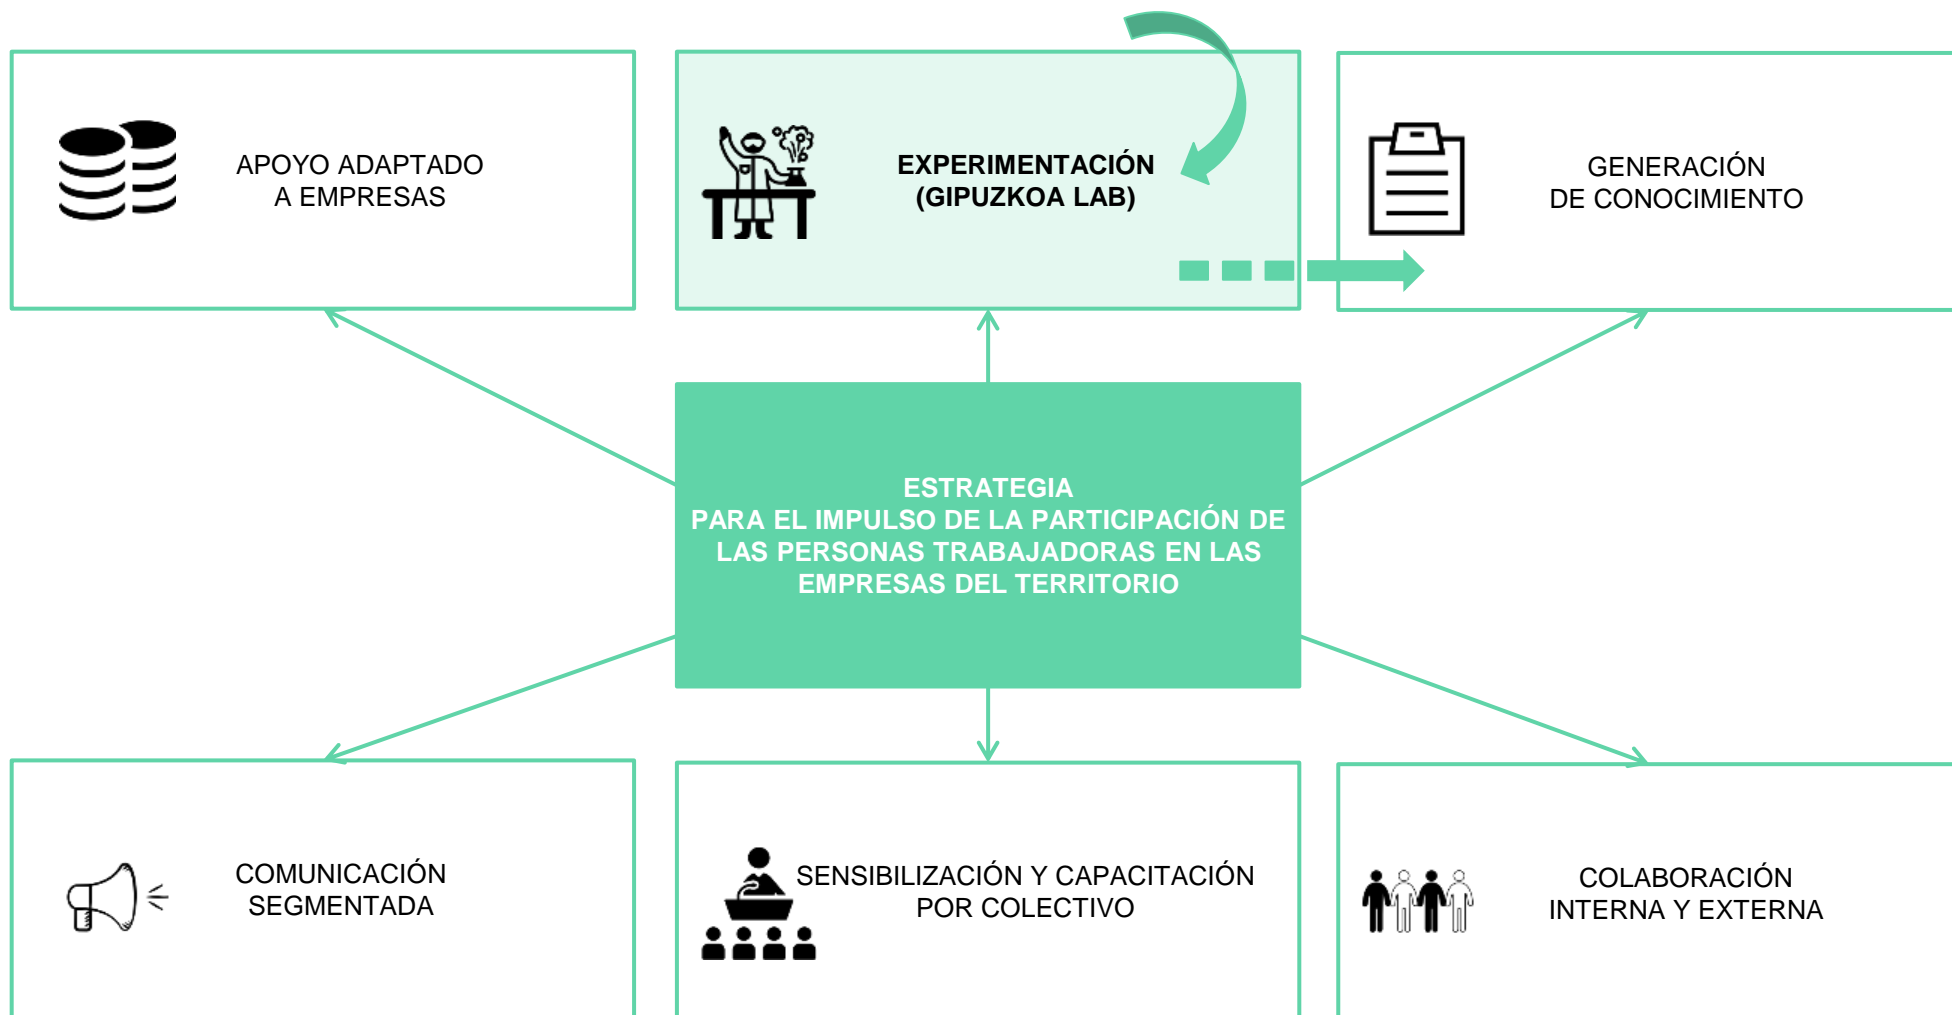 APOYO ADAPTADO
A EMPRESAS
EXPERIMENTACIÓN
(GIPUZKOA LAB)
GENERACIÓN
DE CONOCIMIENTO
ESTRATEGIA
PARA EL IMPULSO DE LA PARTICIPACIÓN DE
LAS PERSONAS TRABAJADORAS EN LAS
EMPRESAS DEL TERRITORIO
COMUNICACIÓN
SEGMENTADA
SENSIBILIZACIÓN Y CAPACITACIÓN
POR COLECTIVO
COLABORACIÓN
INTERNA Y EXTERNA